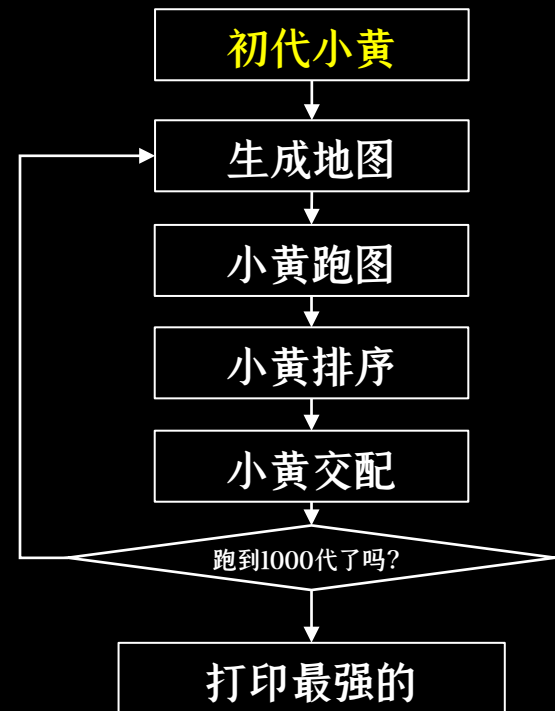 初代小黄
生成地图
小黄跑图
小黄排序
小黄交配
跑到1000代了吗?
打印最强的